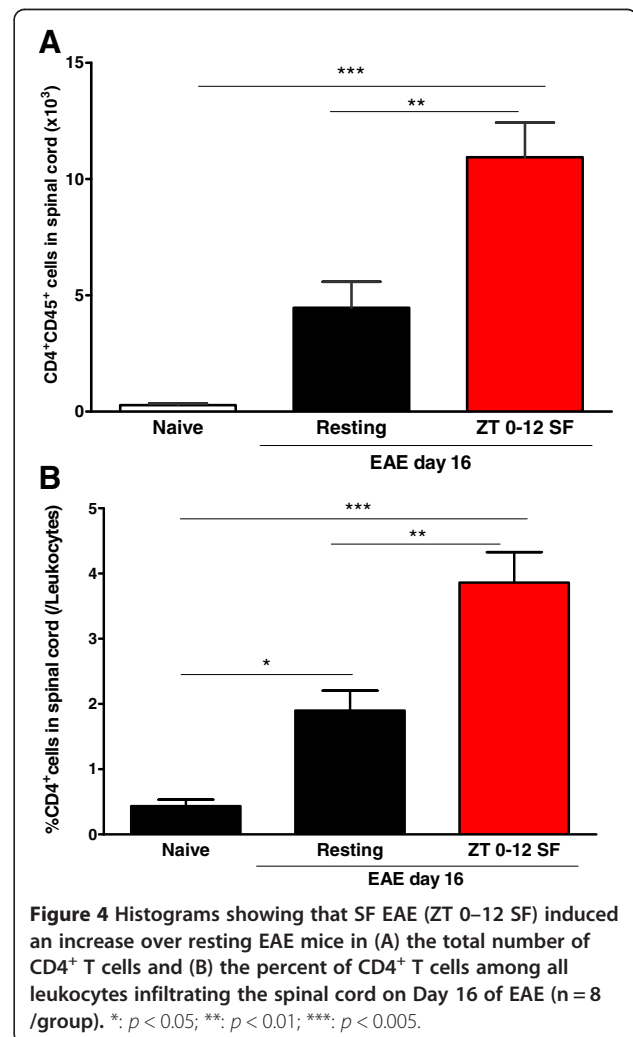 A
CD4⁺CD45⁺ cells in spinal cord (x10³)
15
10
5
0
***
**
Naive
Resting
ZT 0-12 SF
EAE day 16
B
%CD4⁺cells in spinal cord (/Leukocytes)
5
4
3
2
1
0
***
**
*
Naive
Resting
ZT 0-12 SF
EAE day 16
Figure 4 Histograms showing that SF EAE (ZT 0–12 SF) induced
an increase over resting EAE mice in (A) the total number of
CD4⁺ T cells and (B) the percent of CD4⁺ T cells among all
leukocytes infiltrating the spinal cord on Day 16 of EAE (n = 8
/group). *: p < 0.05; **: p < 0.01; ***: p < 0.005.